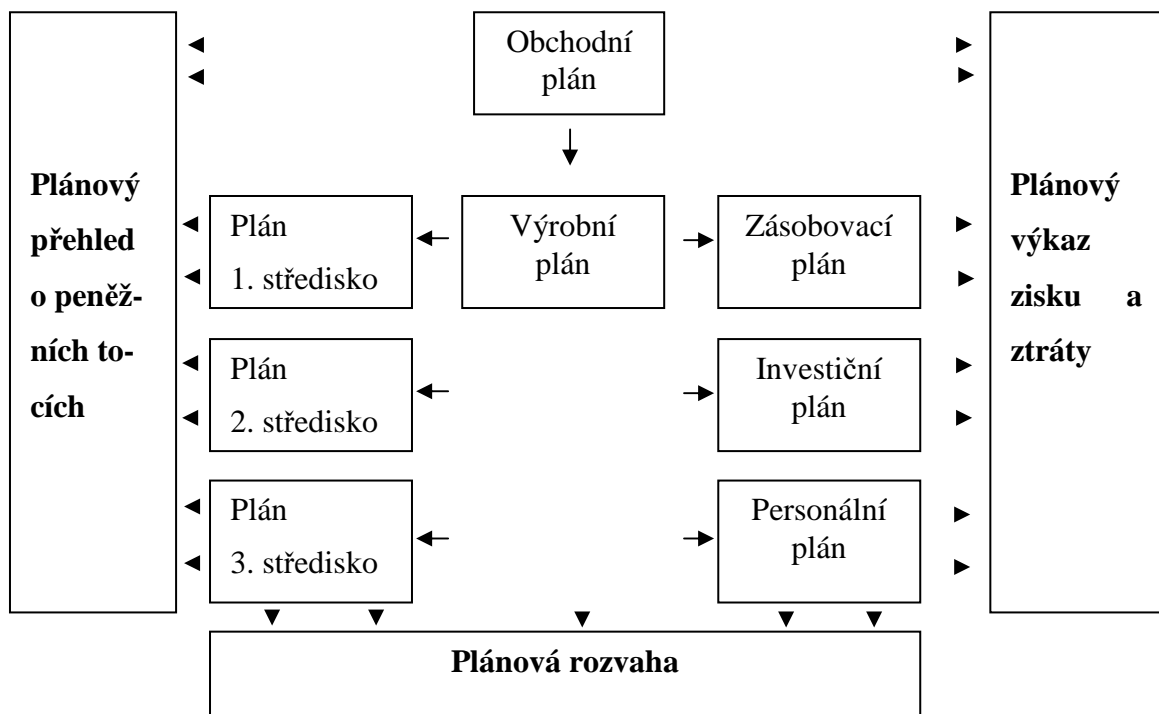 Obchodní
plán
Plánový
přehled
o peněž-
ních to-
cích
Plán
1. středisko
Výrobní
plán
Zásobovací
plán
Plánový
výkaz
zisku a
ztráty
Plán
2. středisko
Investiční
plán
Plán
3. středisko
Personální
plán
Plánová rozvaha